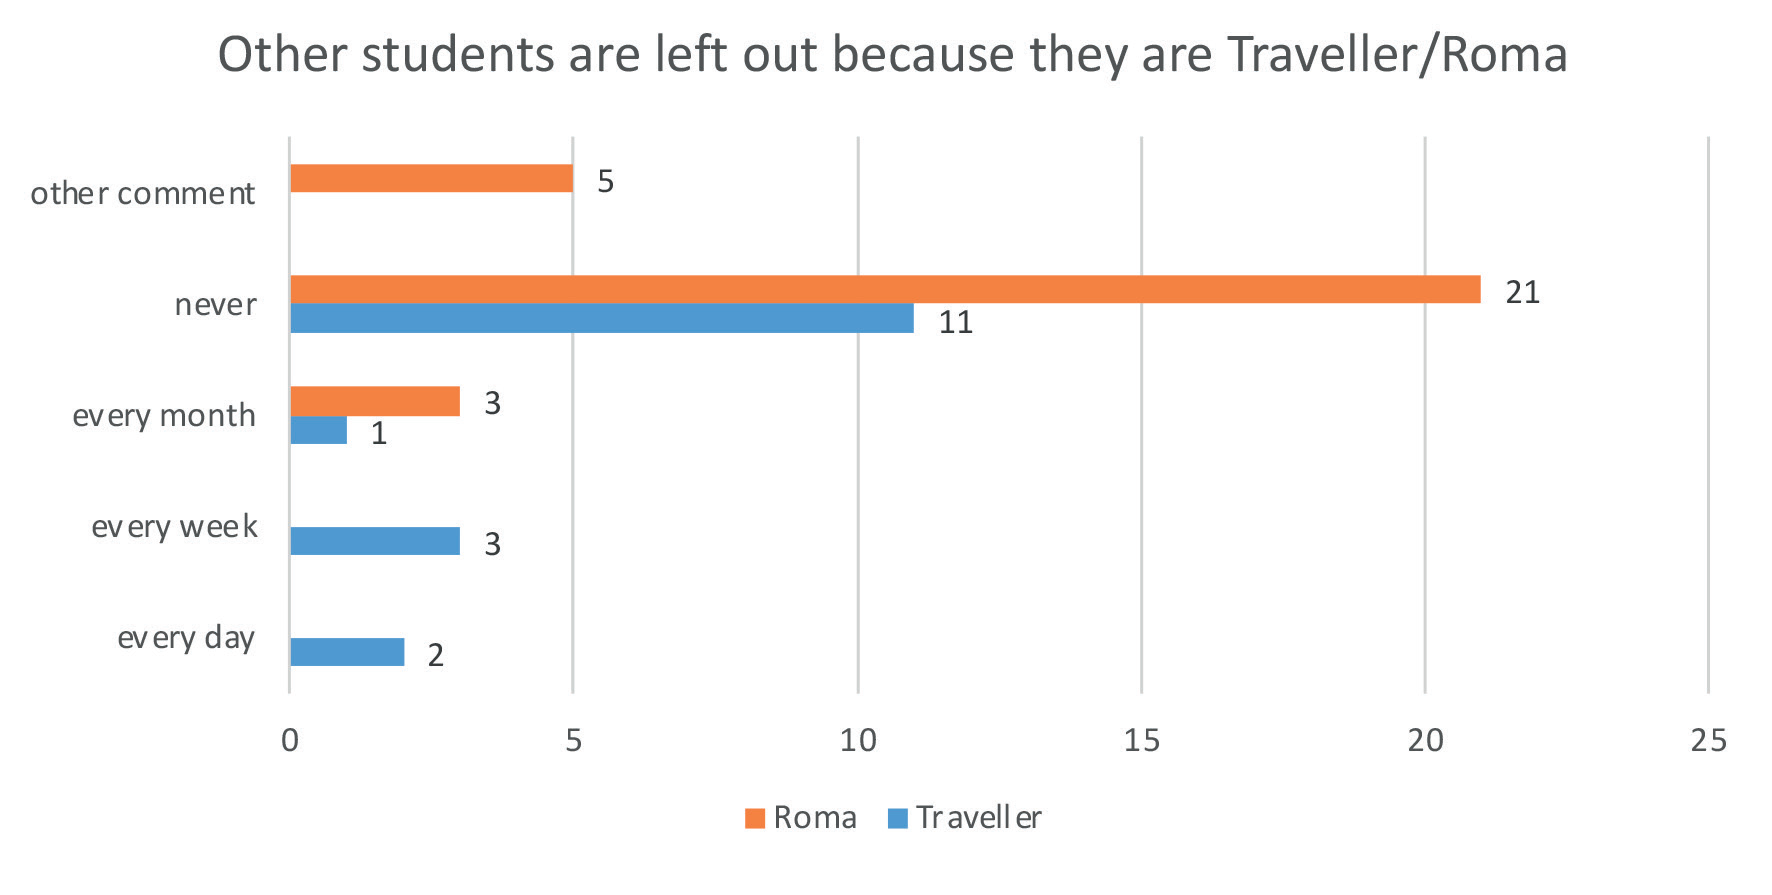 Other students are left out because they are Traveller/Roma
other comment
5
never
21
11
every month
3
1
every week
3
every day
2
0 5 10 15 20 25
Roma Traveller